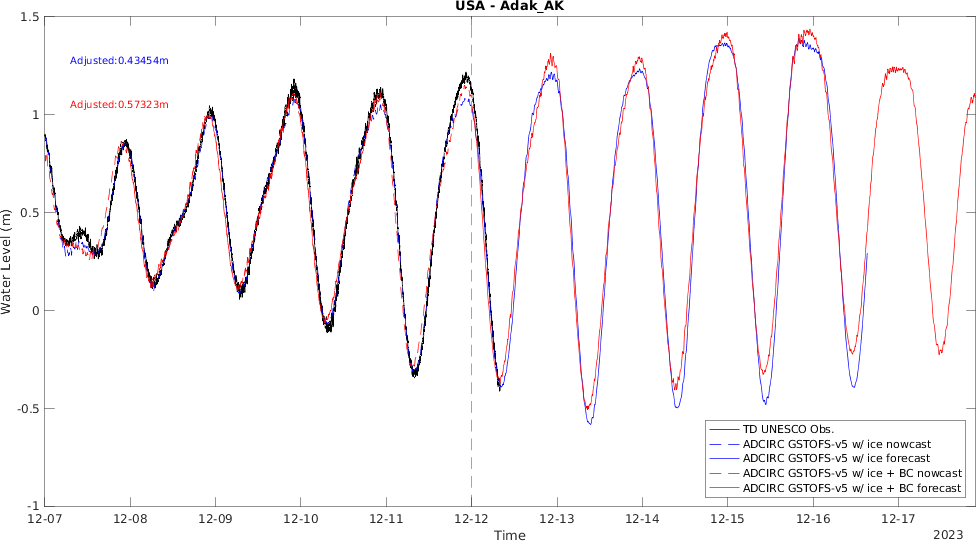 USA - Adak_AK
1.5
Adjusted:0.43454m
Adjusted:0.57323m
1
0.5
0
-0.5
-1
Water Level (m)
TD UNESCO Obs.
ADCIRC GSTOFS-v5 w/ ice nowcast
ADCIRC GSTOFS-v5 w/ ice forecast
ADCIRC GSTOFS-v5 w/ ice + BC nowcast
ADCIRC GSTOFS-v5 w/ ice + BC forecast
12-07 12-08 12-09 12-10 12-11 12-12 12-13 12-14 12-15 12-16 12-17
Time
2023